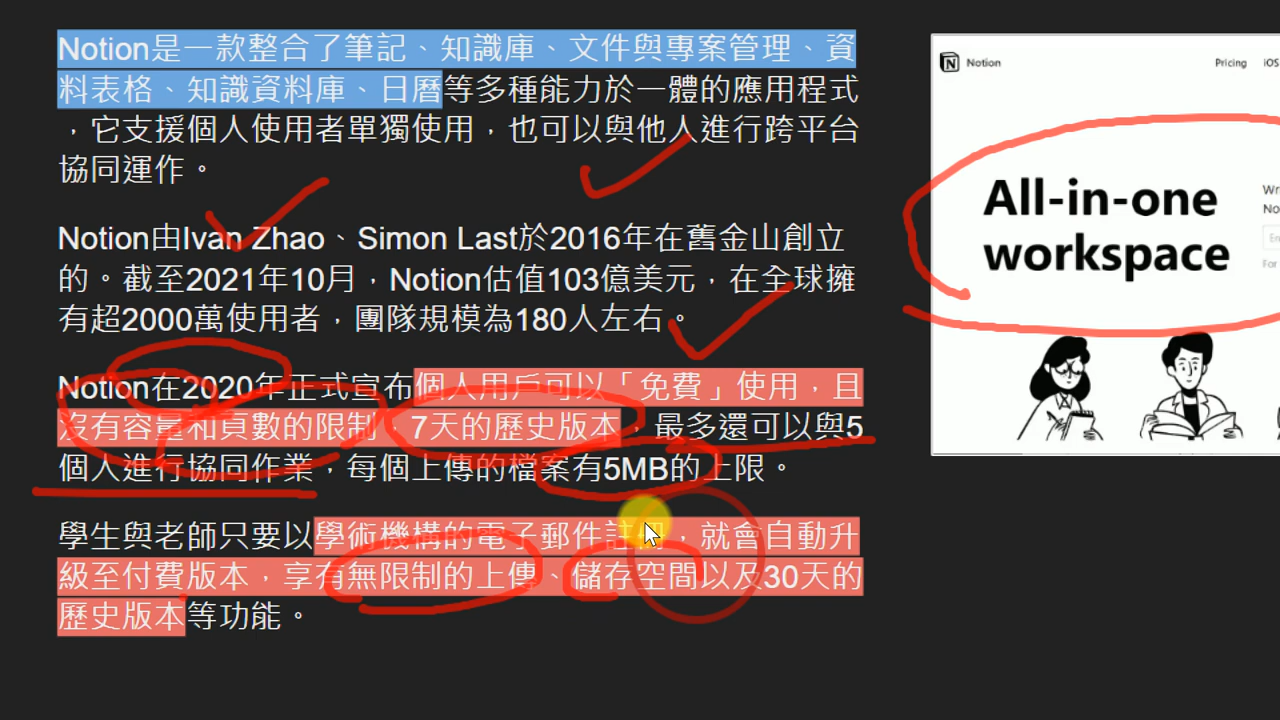 Notion是一款整合了筆記、知識庫、文件與專案管理、資
料表格、知識資料庫、日曆等多種能力於一體的應用程式
，它支援個人使用者單獨使用，也可以與他人進行跨平台
協同運作。
Notion由Ivan Zhao、Simon Last於2016年在舊金山創立
的。截至2021年10月，Notion估值103億美元，在全球擁
有超2000萬使用者，團隊規模為180人左右。
Notion在2020年正式宣布個人用戶可以「免費」使用，且
沒有容量和頁數的限制，7天的歷史版本，最多還可以與5
個人進行協同作業，每個上傳的檔案有5MB的上限。
學生與老師只要以學術機構的電子郵件註冊，就會自動升
級至付費版本，享有無限制的上傳、儲存空間以及30天的
歷史版本等功能。
Notion
Pricing
iOS
All-in-one
workspace